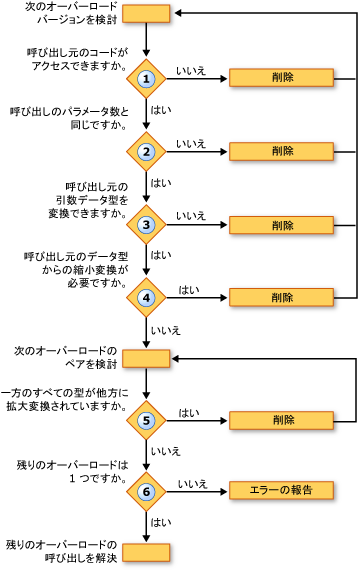 次のオーバーロード
バージョンを検討
呼び出し元のコードが
アクセスできますか。
1
いいえ
削除
はい
呼び出しのパラメータ数と
同じですか。
2
いいえ
削除
はい
呼び出し元の
引数データ型を
変換できますか。
3
いいえ
削除
はい
呼び出し元のデータ型
からの縮小変換が
必要ですか。
4
はい
削除
いいえ
次のオーバーロードの
ペアを検討
一方のすべての型が他方に
拡大変換されていますか。
5
はい
削除
いいえ
残りのオーバーロードは
1 つですか。
6
いいえ
エラーの報告
はい
残りのオーバーロードの
呼び出しを解決